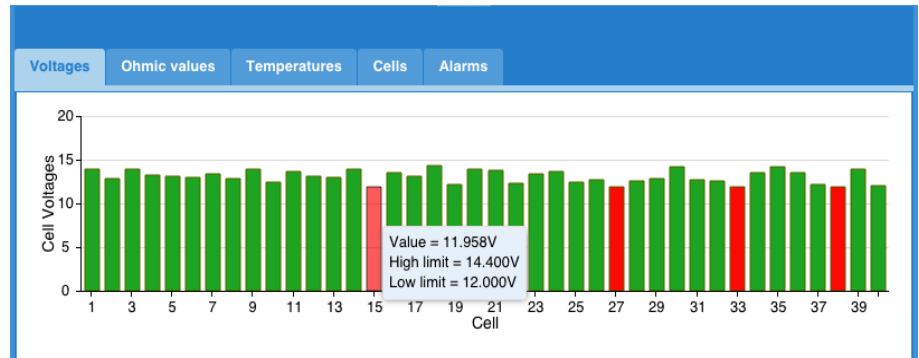 Voltages Ohmic values Temperatures Cells Alarms
20
15
10
5
0
Cell Voltages
Value = 11.958V
High limit = 14.400V
Low limit = 12.000V
1 3 5 7 9 11 13 15 17 19 21 23 25 27 29 31 33 35 37 39
Cell